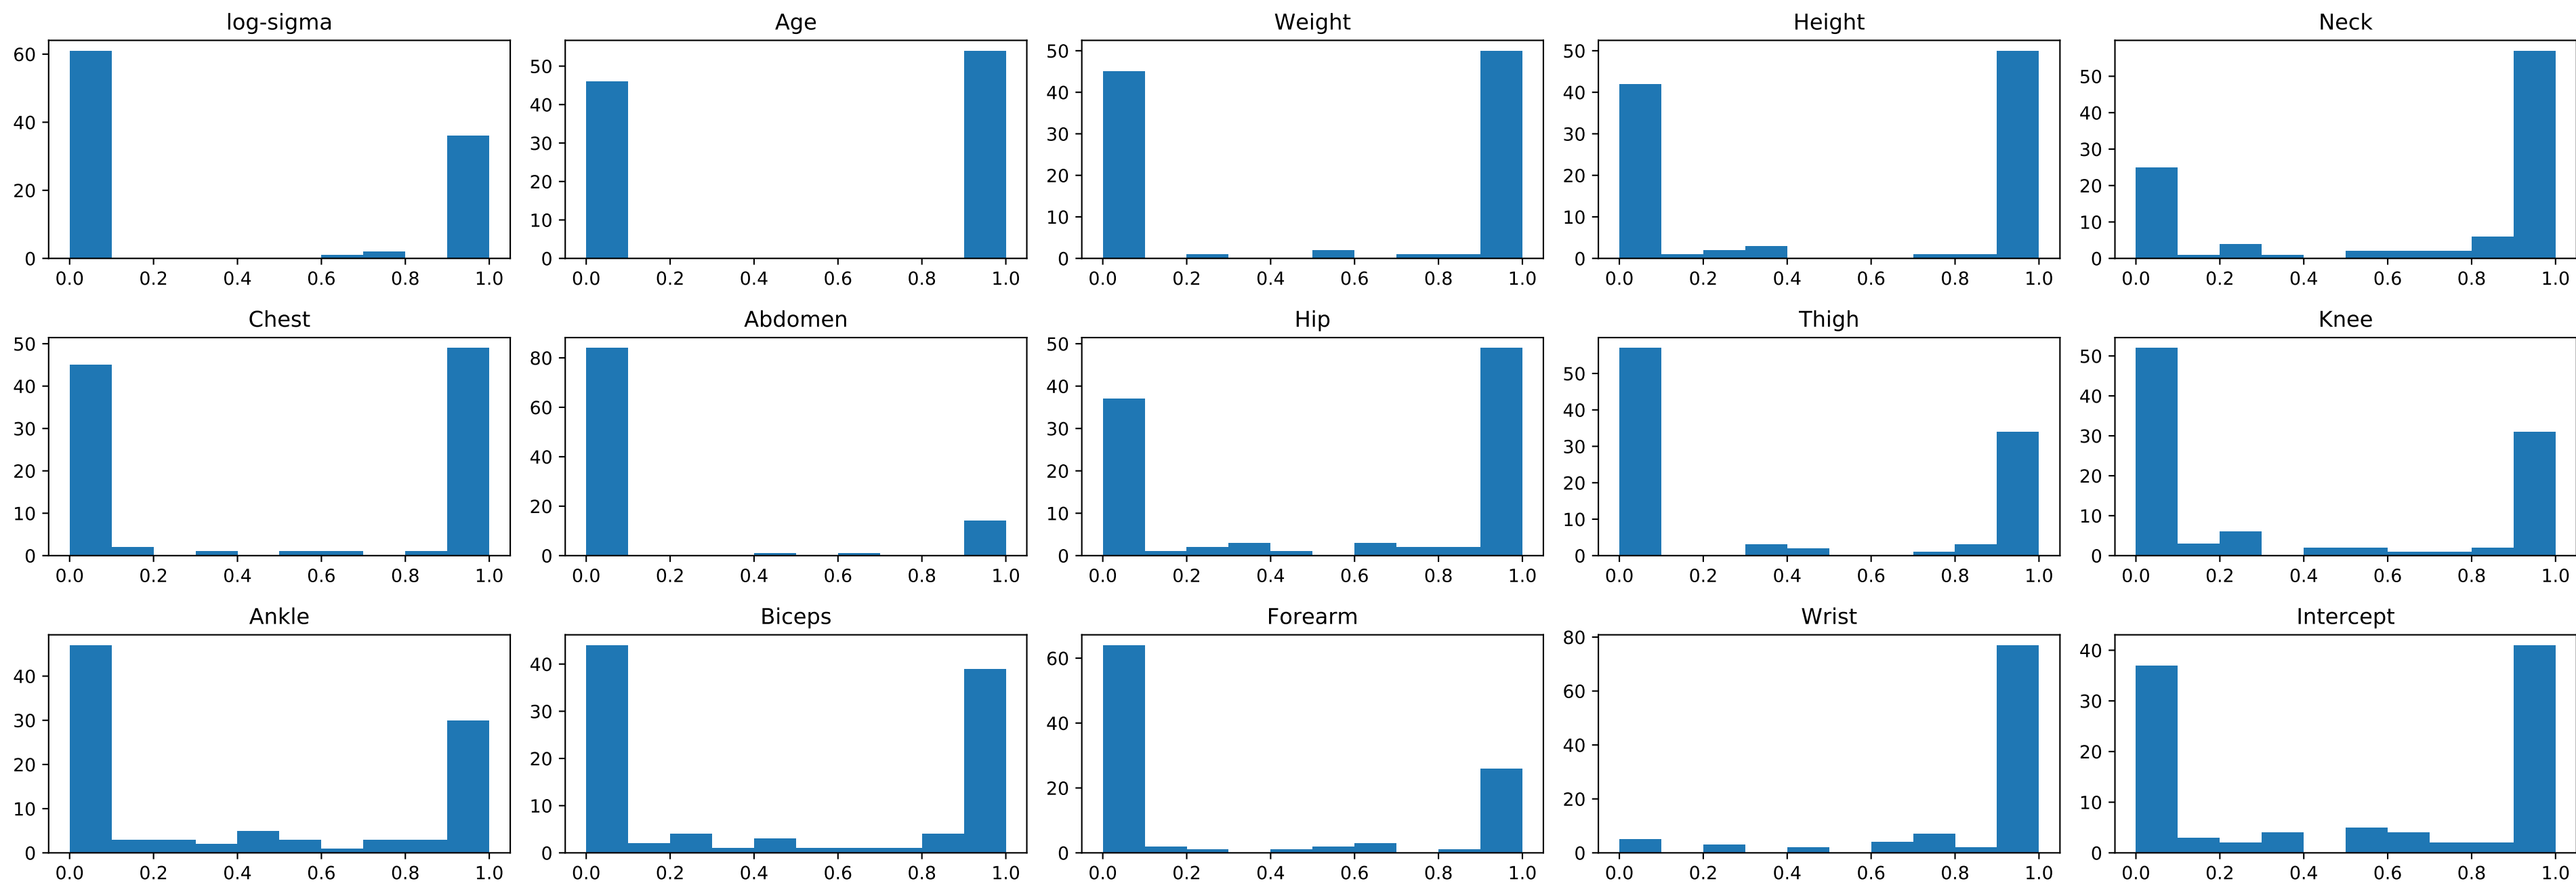 log-sigma Age Weight Height Neck
60 50 50 50 50
40 40 40 40 40
20 30 30 30 30
0 20 20 20 20
10 10 10 10
0 0 0 0
0.0 0.2 0.4 0.6 0.8 1.0 0.0 0.2 0.4 0.6 0.8 1.0 0.0 0.2 0.4 0.6 0.8 1.0 0.0 0.2 0.4 0.6 0.8 1.0 0.0 0.2 0.4 0.6 0.8 1.0
Chest Abdomen Hip Thigh Knee
50 80 50 50 50
40 60 40 40 40
30 40 30 30 30
20 20 20 20 20
10 0 10 10 10
0 0 0 0
0.0 0.2 0.4 0.6 0.8 1.0 0.0 0.2 0.4 0.6 0.8 1.0 0.0 0.2 0.4 0.6 0.8 1.0 0.0 0.2 0.4 0.6 0.8 1.0 0.0 0.2 0.4 0.6 0.8 1.0
Ankle Biceps Forearm Wrist Intercept
40 40 60 80 40
30 30 40 60 30
20 20 20 40 20
10 10 0 20 10
0 0 0 0
0.0 0.2 0.4 0.6 0.8 1.0 0.0 0.2 0.4 0.6 0.8 1.0 0.0 0.2 0.4 0.6 0.8 1.0 0.0 0.2 0.4 0.6 0.8 1.0 0.0 0.2 0.4 0.6 0.8 1.0